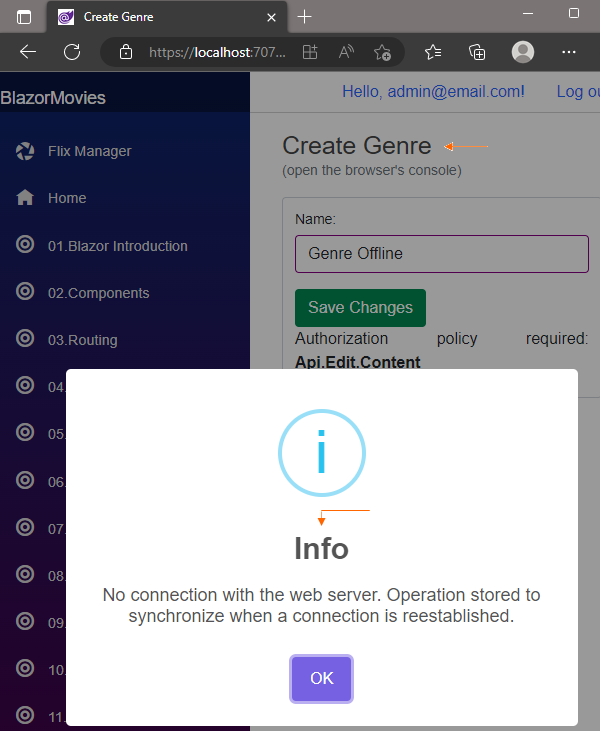 Create Genre
https://localhost:707...
BlazorMovies
Hello, admin@email.com!
Log ou
Flix Manager
Home
01.Blazor Introduction
02.Components
03.Routing
04.
05.
06.
07.
08.
09.
10.
11.
Create Genre
(open the browser's console)
Name:
Genre Offline
Save Changes
Authorization policy required:
Api.Edit.Content
i
Info
No connection with the web server. Operation stored to
synchronize when a connection is reestablished.
OK